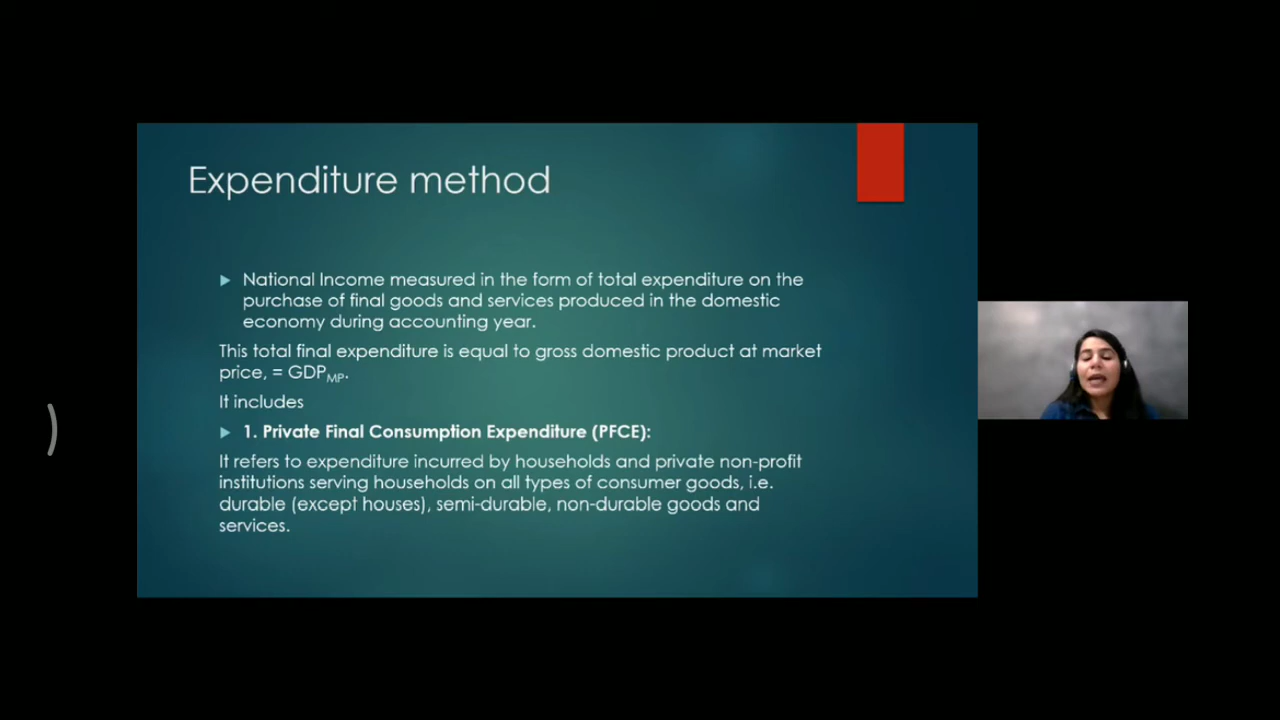 Expenditure method
National Income measured in the form of total expenditure on the
purchase of final goods and services produced in the domestic
economy during accounting year.
This total final expenditure is equal to gross domestic product at market
price, = GDPMP.
It includes
1. Private Final Consumption Expenditure (PFCE):
It refers to expenditure incurred by households and private non-profit
institutions serving households on all types of consumer goods, i.e.
durable (except houses), semi-durable, non-durable goods and
services.